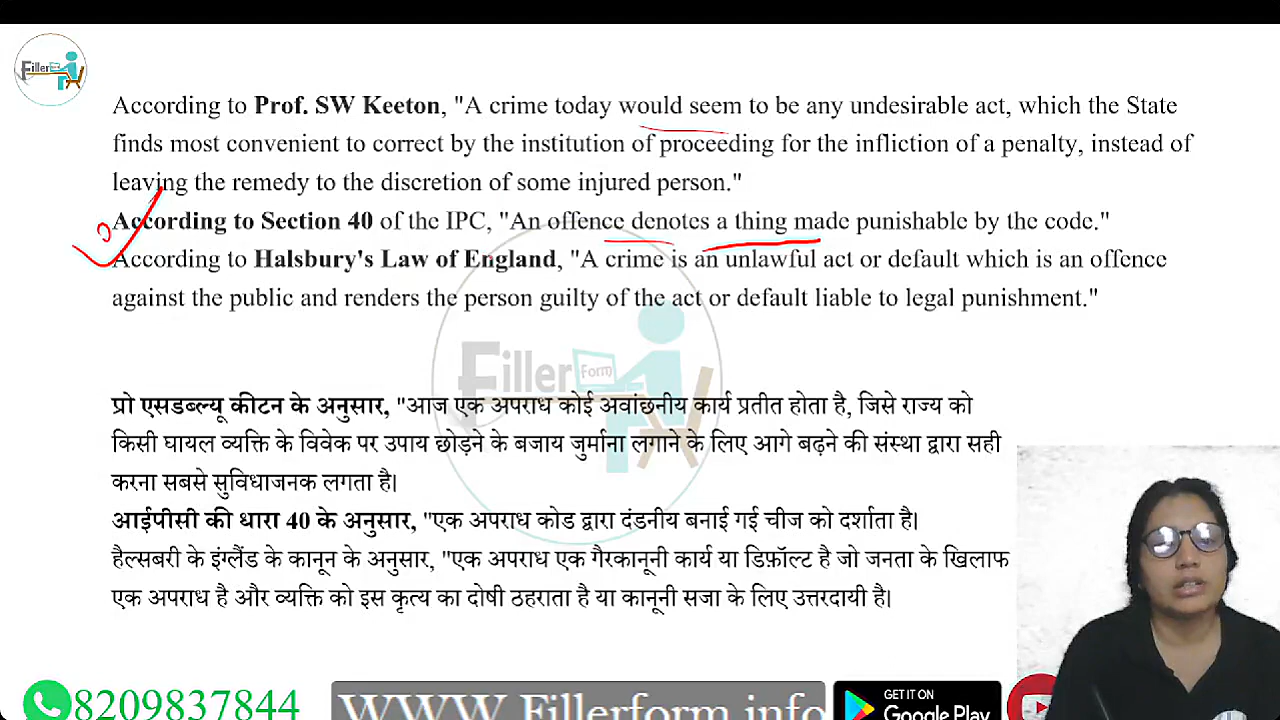 Filler
According to Prof. SW Keeton, "A crime today would seem to be any undesirable act, which the State
finds most convenient to correct by the institution of proceeding for the infliction of a penalty, instead of
leaving the remedy to the discretion of some injured person."
According to Section 40 of the IPC, "An offence denotes a thing made punishable by the code."
According to Halsbury's Law of England, "A crime is an unlawful act or default which is an offence
against the public and renders the person guilty of the act or default liable to legal punishment."
Filler Form
प्रो एसडब्ल्यू कीटन के अनुसार, "आज एक अपराध कोई अवांछनीय कार्य प्रतीत होता है, जिसे राज्य को
किसी घायल व्यक्ति के विवेक पर उपाय छोड़ने के बजाय जुर्माना लगाने के लिए आगे बढ़ने की संस्था द्वारा सही
करना सबसे सुविधाजनक लगता है।
आईपीसी की धारा 40 के अनुसार, "एक अपराध कोड द्वारा दंडनीय बनाई गई चीज को दर्शाता है।
हैल्सबरी के इंग्लैंड के कानून के अनुसार, "एक अपराध एक गैरकानूनी कार्य या डिफ़ॉल्ट है जो जनता के खिलाफ
एक अपराध है और व्यक्ति को इस कृत्य का दोषी ठहराता है या कानूनी सजा के लिए उत्तरदायी है।
8209837844
WWW.Fillerform.info
GET IT ON
Google Play